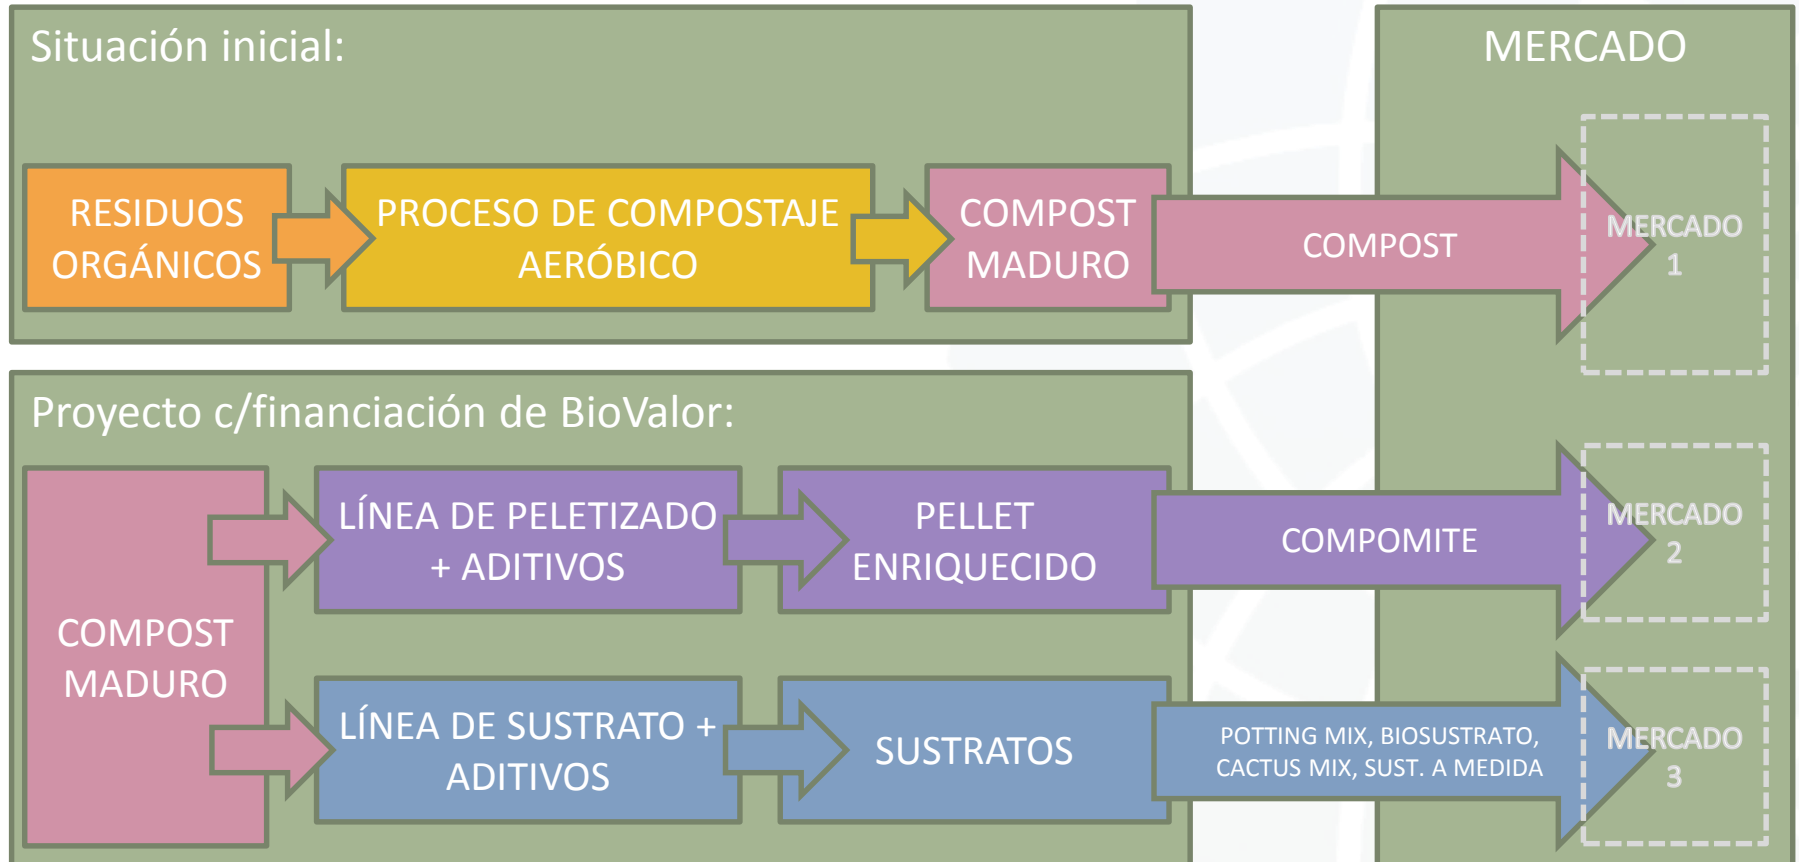 Situación inicial:
MERCADO
RESIDUOS
ORGÁNICOS
PROCESO DE COMPOSTAJE
AERÓBICO
COMPOST
MADURO
COMPOST
MERCADO
1
Proyecto c/financiación de BioValor:
COMPOST
MADURO
LÍNEA DE PELETIZADO
+ ADITIVOS
PELLET
ENRIQUECIDO
COMPOMITE
MERCADO
2
LÍNEA DE SUSTRATO +
ADITIVOS
SUSTRATOS
POTTING MIX, BIOSUSTRATO,
CACTUS MIX, SUST. A MEDIDA
MERCADO
3